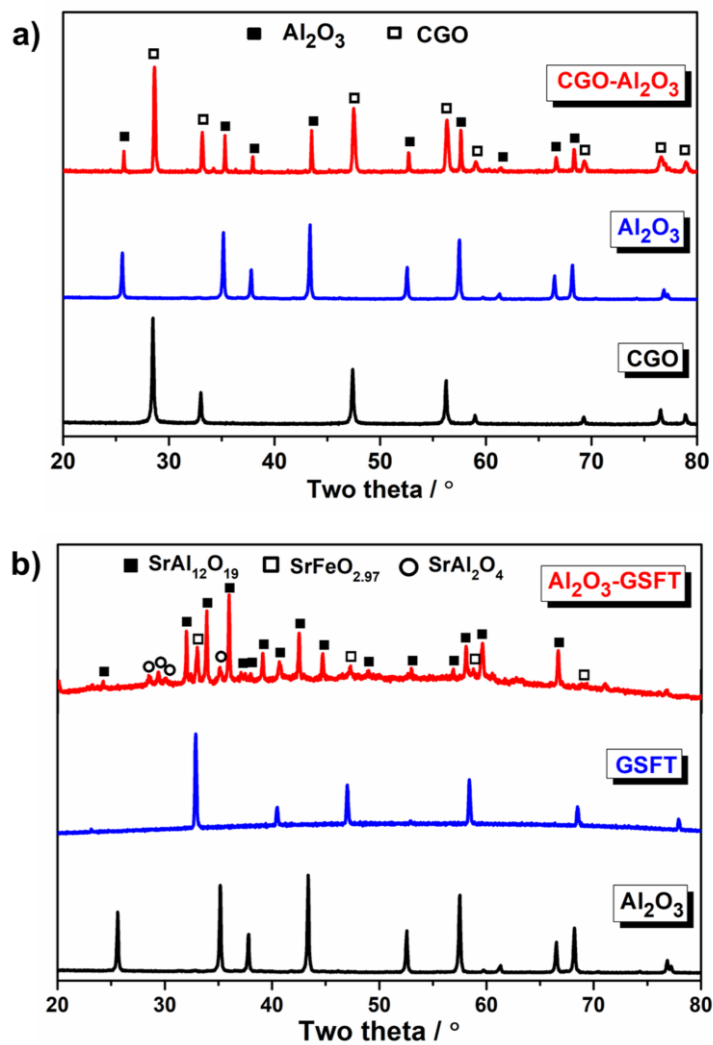 a)
■ Al₂O₃ □ CGO
CGO-Al₂O₃
Al₂O₃
CGO
20 30 40 50 60 70 80
Two theta / °
b)
■ SrAl₁₂O₁₉ □ SrFeO₂.₉₇ ○ SrAl₂O₄
Al₂O₃-GSFT
GSFT
Al₂O₃
20 30 40 50 60 70 80
Two theta / °